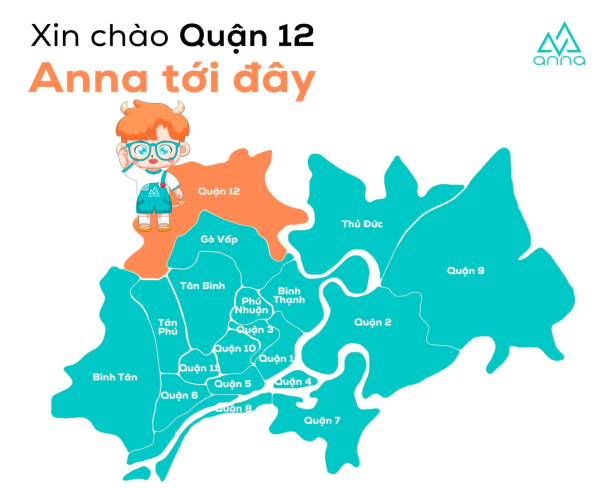 Xin chào Quận 12
Anna tới đây
anna
Quận 12
Gò Vấp
Thủ Đức
Quận 9
Tân Bình
Bình
Thạnh
Phú
Nhuận
Tân
Phú
Quận 3
Quận 2
Quận 10
Quận 1
Quận 11
Bình Tân
Quận 5
Quận 4
Quận 6
Quận 8
Quận 7